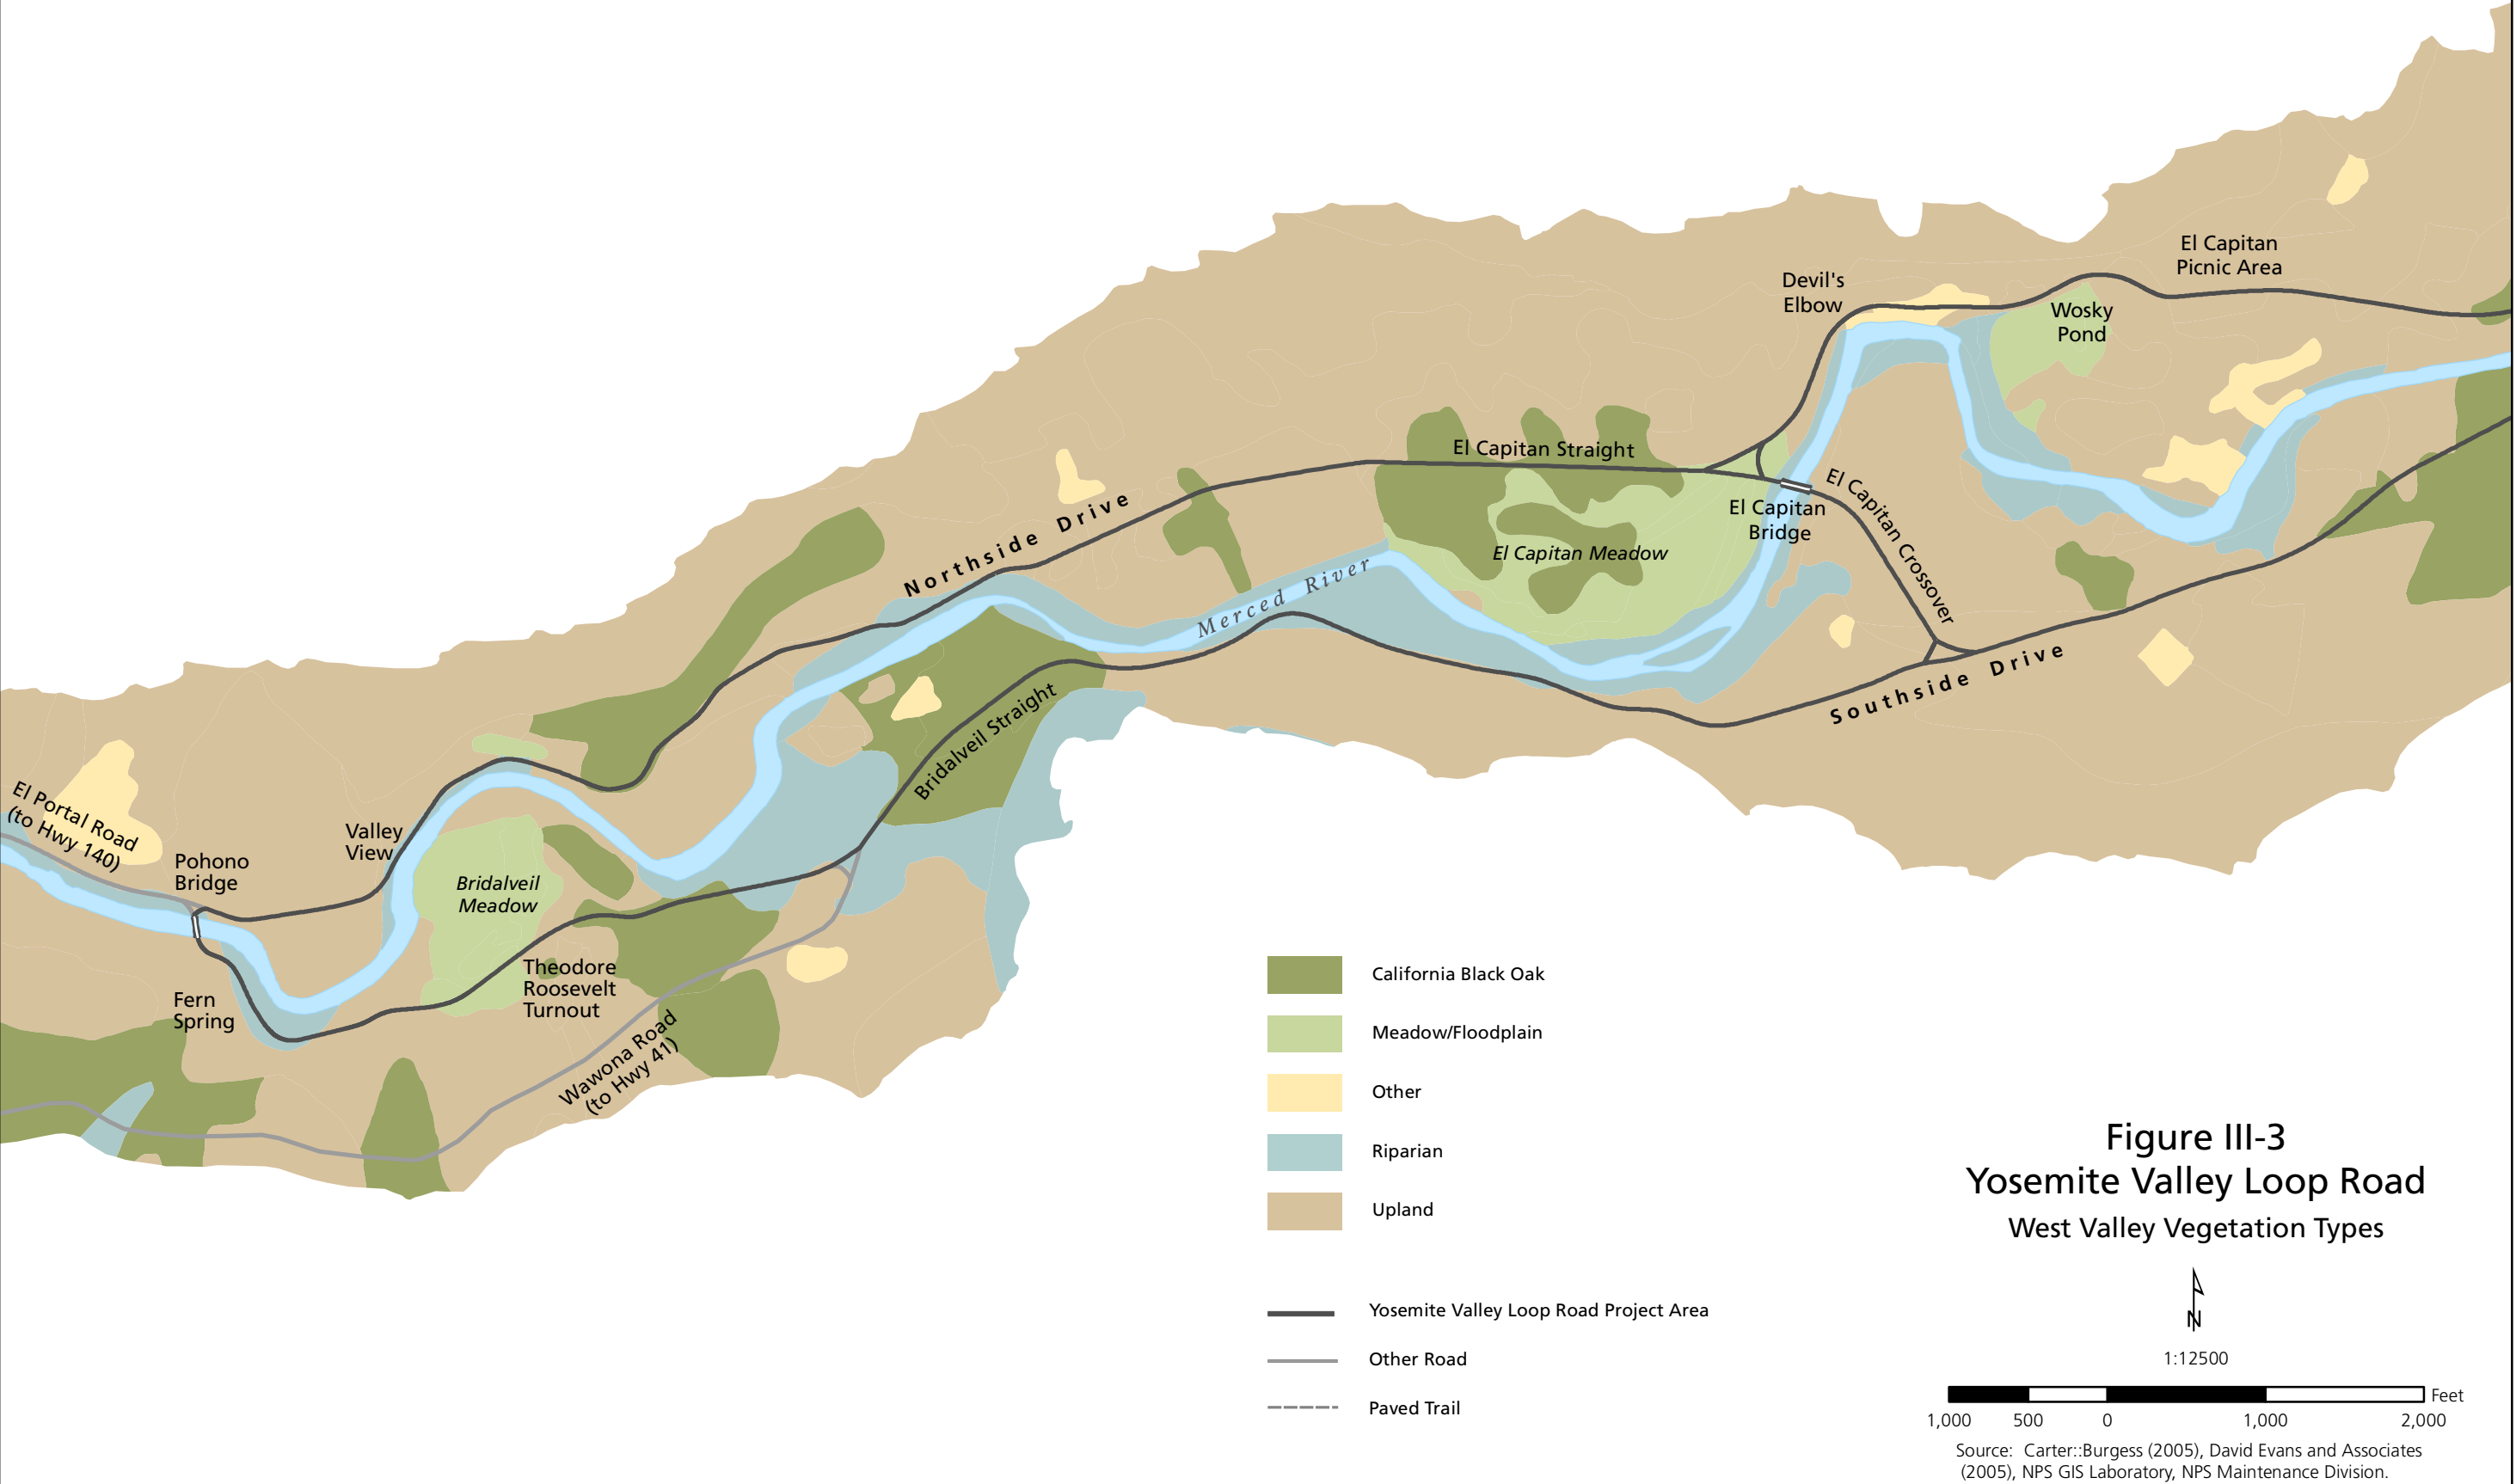 El Capitan
Picnic Area
Devil's
Elbow
Wosky
Pond
El Capitan Straight
Northside Drive
El Capitan
Bridge
El Capitan Crossover
El Capitan Meadow
Merced River
Southside Drive
Bridalveil Straight
El Portal Road
(to Hwy 140)
Valley
View
Pohono
Bridge
Bridalveil
Meadow
Theodore
Roosevelt
Turnout
Fern
Spring
Wawona Road
(to Hwy 41)
California Black Oak
Meadow/Floodplain
Other
Riparian
Upland
Yosemite Valley Loop Road Project Area
Other Road
Paved Trail
Figure III-3
Yosemite Valley Loop Road
West Valley Vegetation Types
N
1:12500
Feet
1,000 500 0 1,000 2,000
Source: Carter::Burgess (2005), David Evans and Associates
(2005), NPS GIS Laboratory, NPS Maintenance Division.